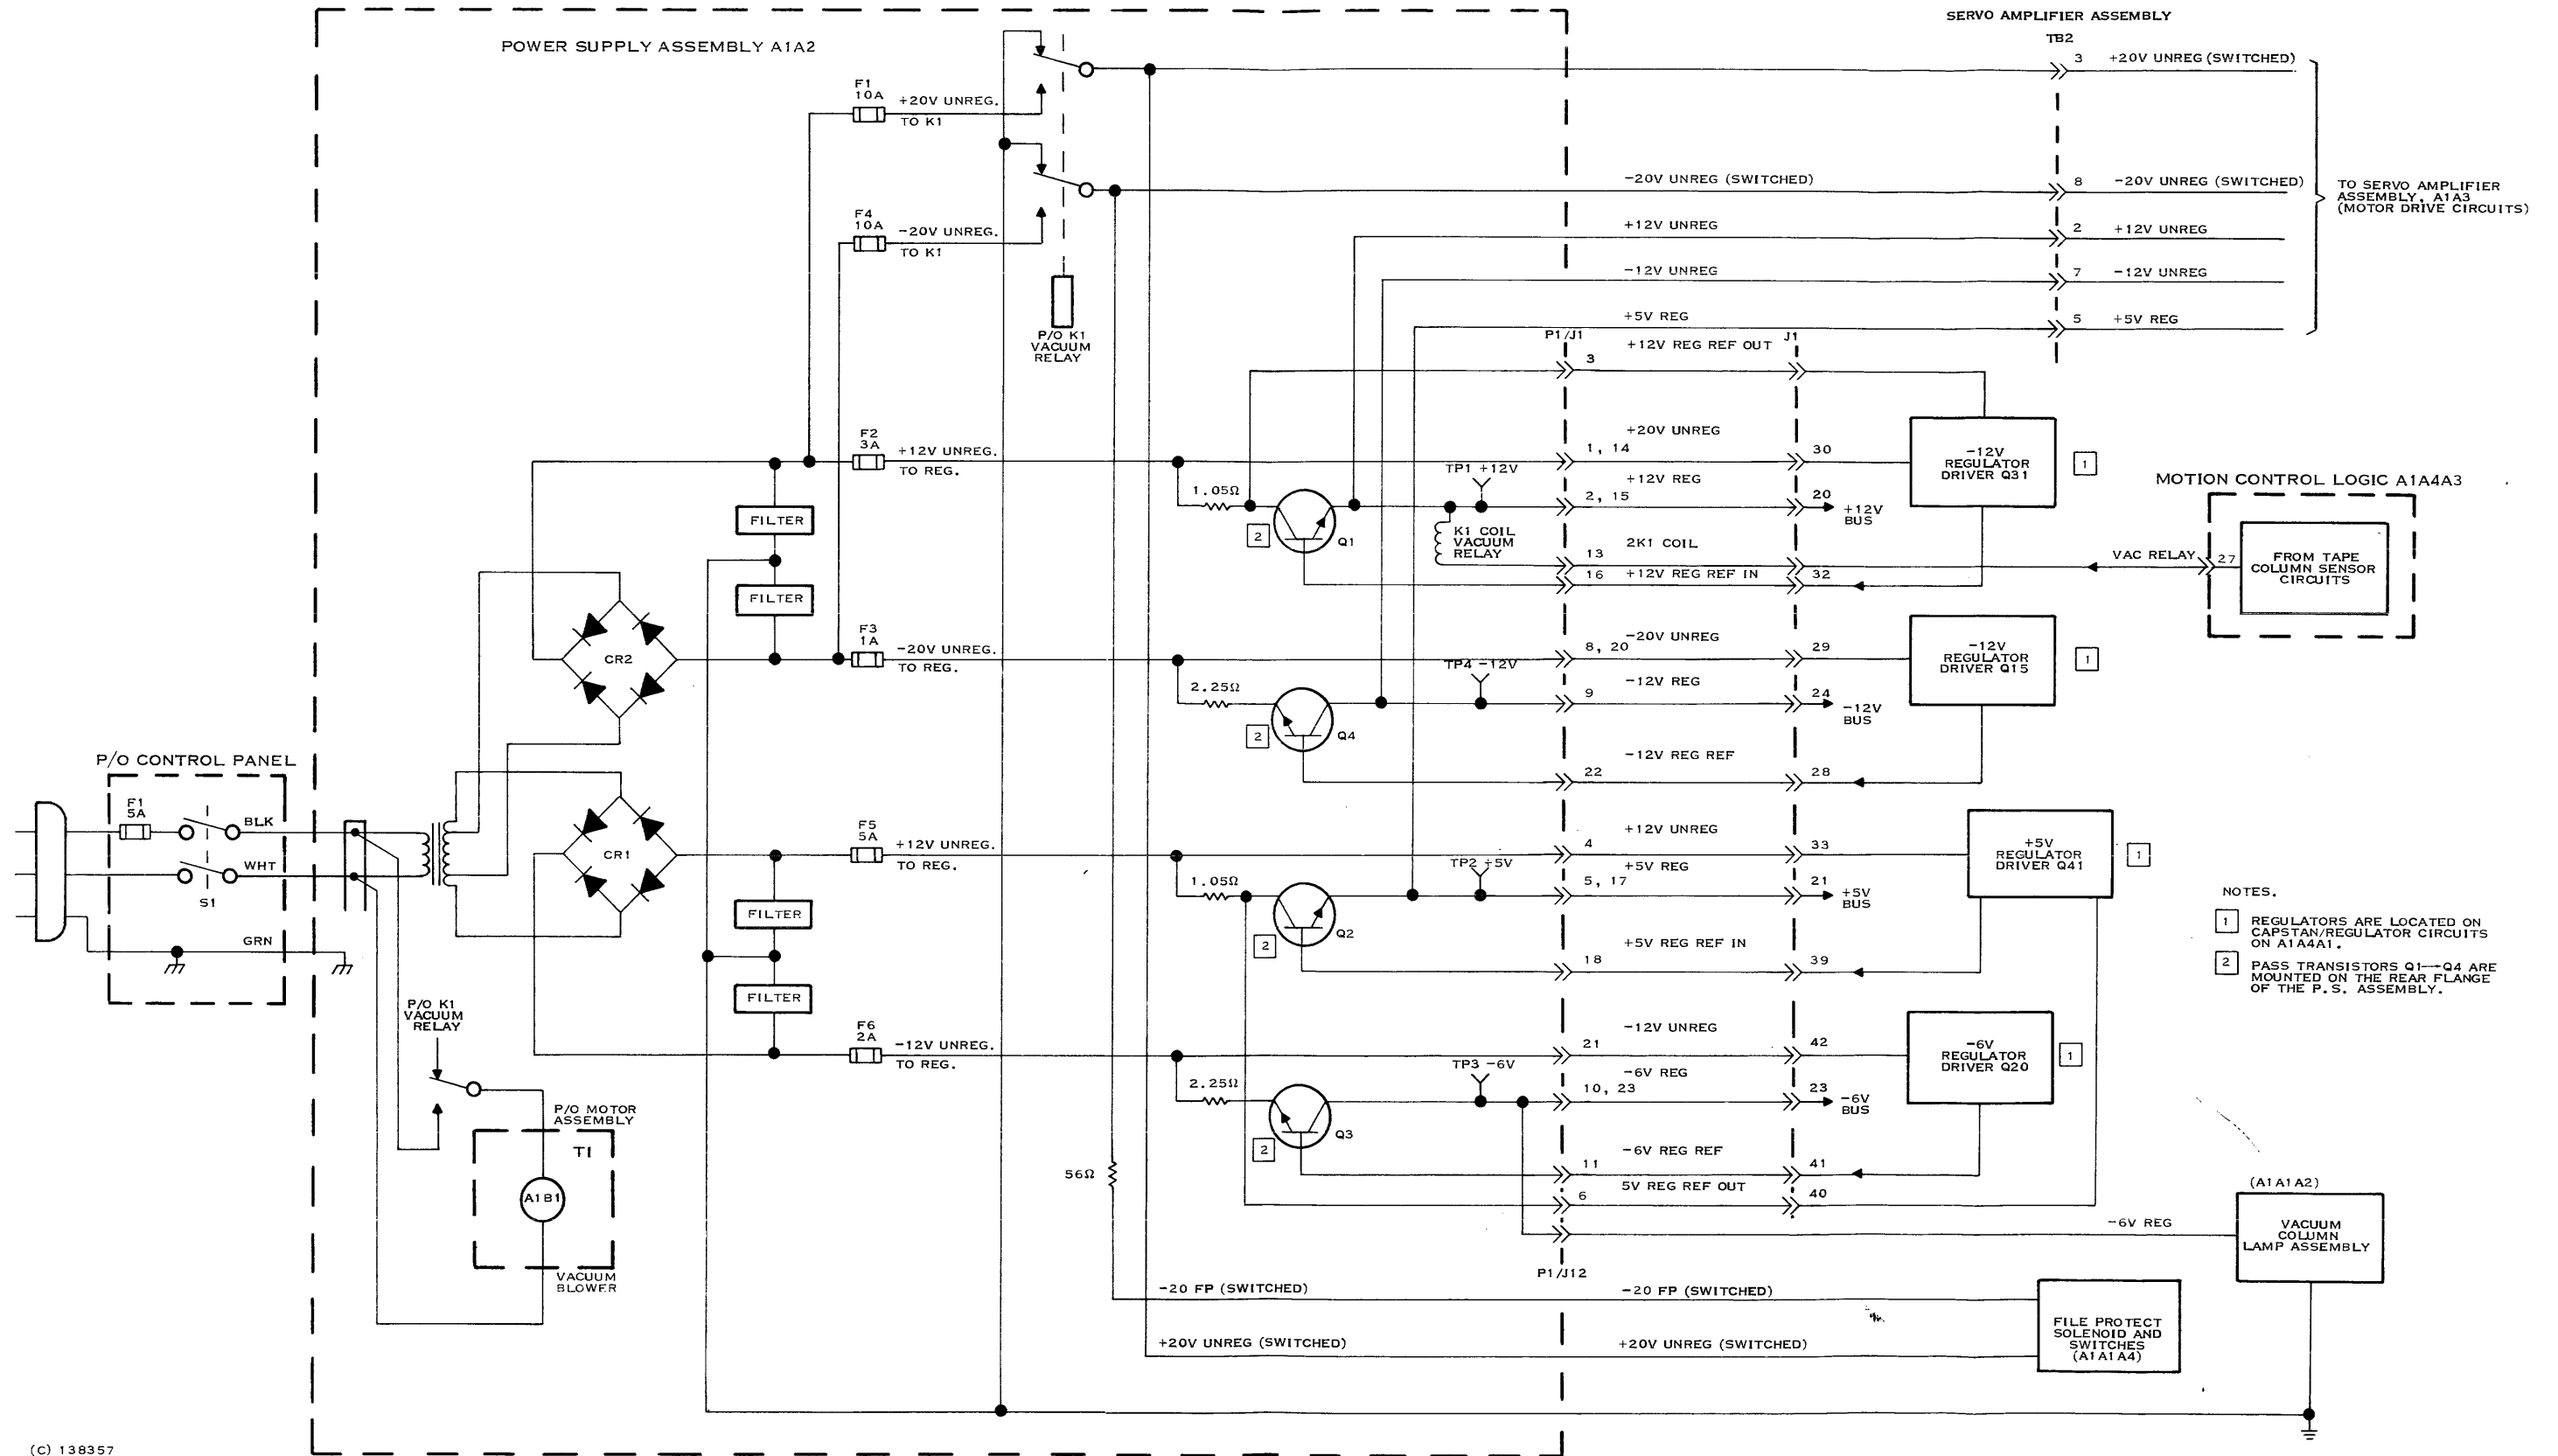 SERVO AMPLIFIER ASSEMBLY
TB2
POWER SUPPLY ASSEMBLY A1A2
3 +20V UNREG (SWITCHED)
F1
10A
+20V UNREG.
TO K1
-20V UNREG (SWITCHED)
8 -20V UNREG (SWITCHED)
TO SERVO AMPLIFIER
ASSEMBLY, A1A3
(MOTOR DRIVE CIRCUITS)
F4
10A
-20V UNREG.
TO K1
+12V UNREG
2 +12V UNREG
-12V UNREG
7 -12V UNREG
+5V REG
5 +5V REG
P/O K1
VACUUM
RELAY
P1/J1
+12V REG REF OUT
J1
3
F2
3A
+12V UNREG.
TO REG.
+20V UNREG
1, 14
30
-12V
REGULATOR
DRIVER Q31
1
TP1 +12V
+12V REG
2, 15
20
+12V
BUS
1.05Ω
2
Q1
K1 COIL
VACUUM
RELAY
2K1 COIL
13
16
+12V REG REF IN
32
MOTION CONTROL LOGIC A1A4A3
VAC RELAY
27
FROM TAPE
COLUMN SENSOR
CIRCUITS
FILTER
FILTER
CR2
F3
1A
-20V UNREG.
TO REG.
-20V UNREG
8, 20
29
-12V
REGULATOR
DRIVER Q15
1
TP4 -12V
-12V REG
9
24
-12V
BUS
2.25Ω
2
Q4
-12V REG REF
22
28
P/O CONTROL PANEL
F1
5A
BLK
WHT
S1
GRN
CR1
F5
5A
+12V UNREG.
TO REG.
+12V UNREG
4
33
+5V
REGULATOR
DRIVER Q41
1
TP2 +5V
+5V REG
5, 17
21
+5V
BUS
1.05Ω
2
Q2
+5V REG REF IN
18
39
NOTES.
1 REGULATORS ARE LOCATED ON
CAPSTAN/REGULATOR CIRCUITS
ON A1A4A1.
2 PASS TRANSISTORS Q1—Q4 ARE
MOUNTED ON THE REAR FLANGE
OF THE P.S. ASSEMBLY.
FILTER
FILTER
F6
2A
-12V UNREG.
TO REG.
-12V UNREG
21
42
-6V
REGULATOR
DRIVER Q20
1
TP3 -6V
-6V REG
10, 23
23
-6V
BUS
2.25Ω
2
Q3
-6V REG REF
11
41
5V REG REF OUT
6
40
P/O K1
VACUUM
RELAY
P/O MOTOR
ASSEMBLY
T1
A1B1
VACUUM
BLOWER
56Ω
P1/J12
-6V REG
(A1A1A2)
VACUUM
COLUMN
LAMP ASSEMBLY
-20 FP (SWITCHED)
-20 FP (SWITCHED)
+20V UNREG (SWITCHED)
+20V UNREG (SWITCHED)
FILE PROTECT
SOLENOID AND
SWITCHES
(A1A1A4)
(C) 138357